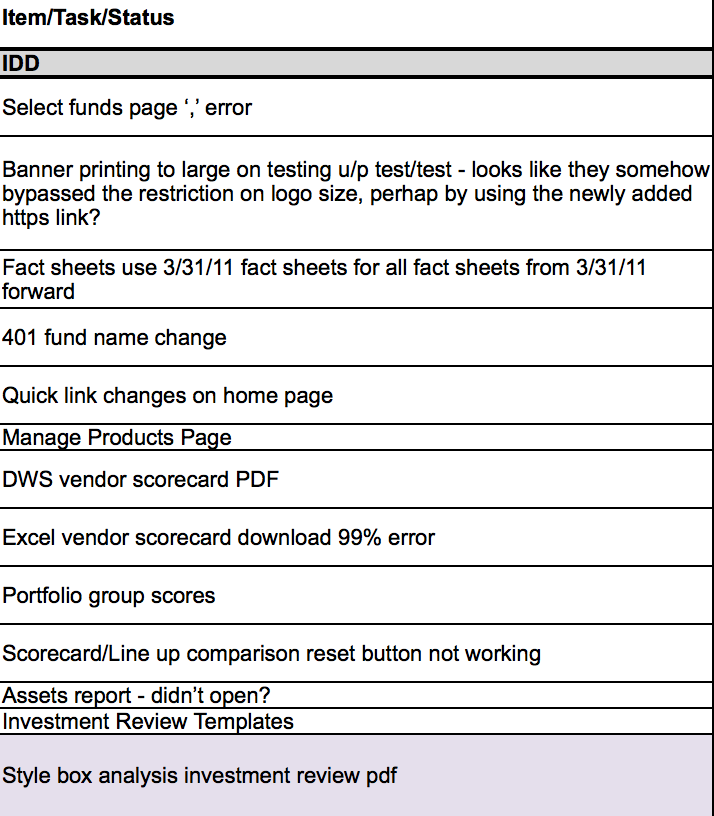 Item/Task/Status
IDD
Select funds page ‘,’ error
Banner printing to large on testing u/p test/test - looks like they somehow
bypassed the restriction on logo size, perhap by using the newly added
https link?
Fact sheets use 3/31/11 fact sheets for all fact sheets from 3/31/11
forward
401 fund name change
Quick link changes on home page
Manage Products Page
DWS vendor scorecard PDF
Excel vendor scorecard download 99% error
Portfolio group scores
Scorecard/Line up comparison reset button not working
Assets report - didn’t open?
Investment Review Templates
Style box analysis investment review pdf